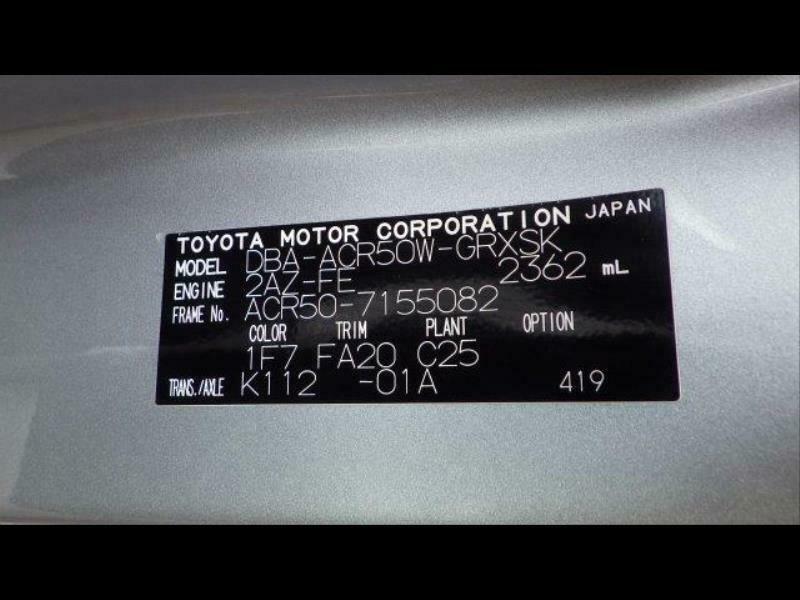 TOYOTA MOTOR CORPORATION JAPAN
MODEL DBA-ACR50W-GRXSK
ENGINE 2AZ-FE 2362 mL
FRAME No. ACR50-7155082
COLOR TRIM PLANT OPTION
1F7 FA20 C25
TRANS./AXLE K112 -01A 419